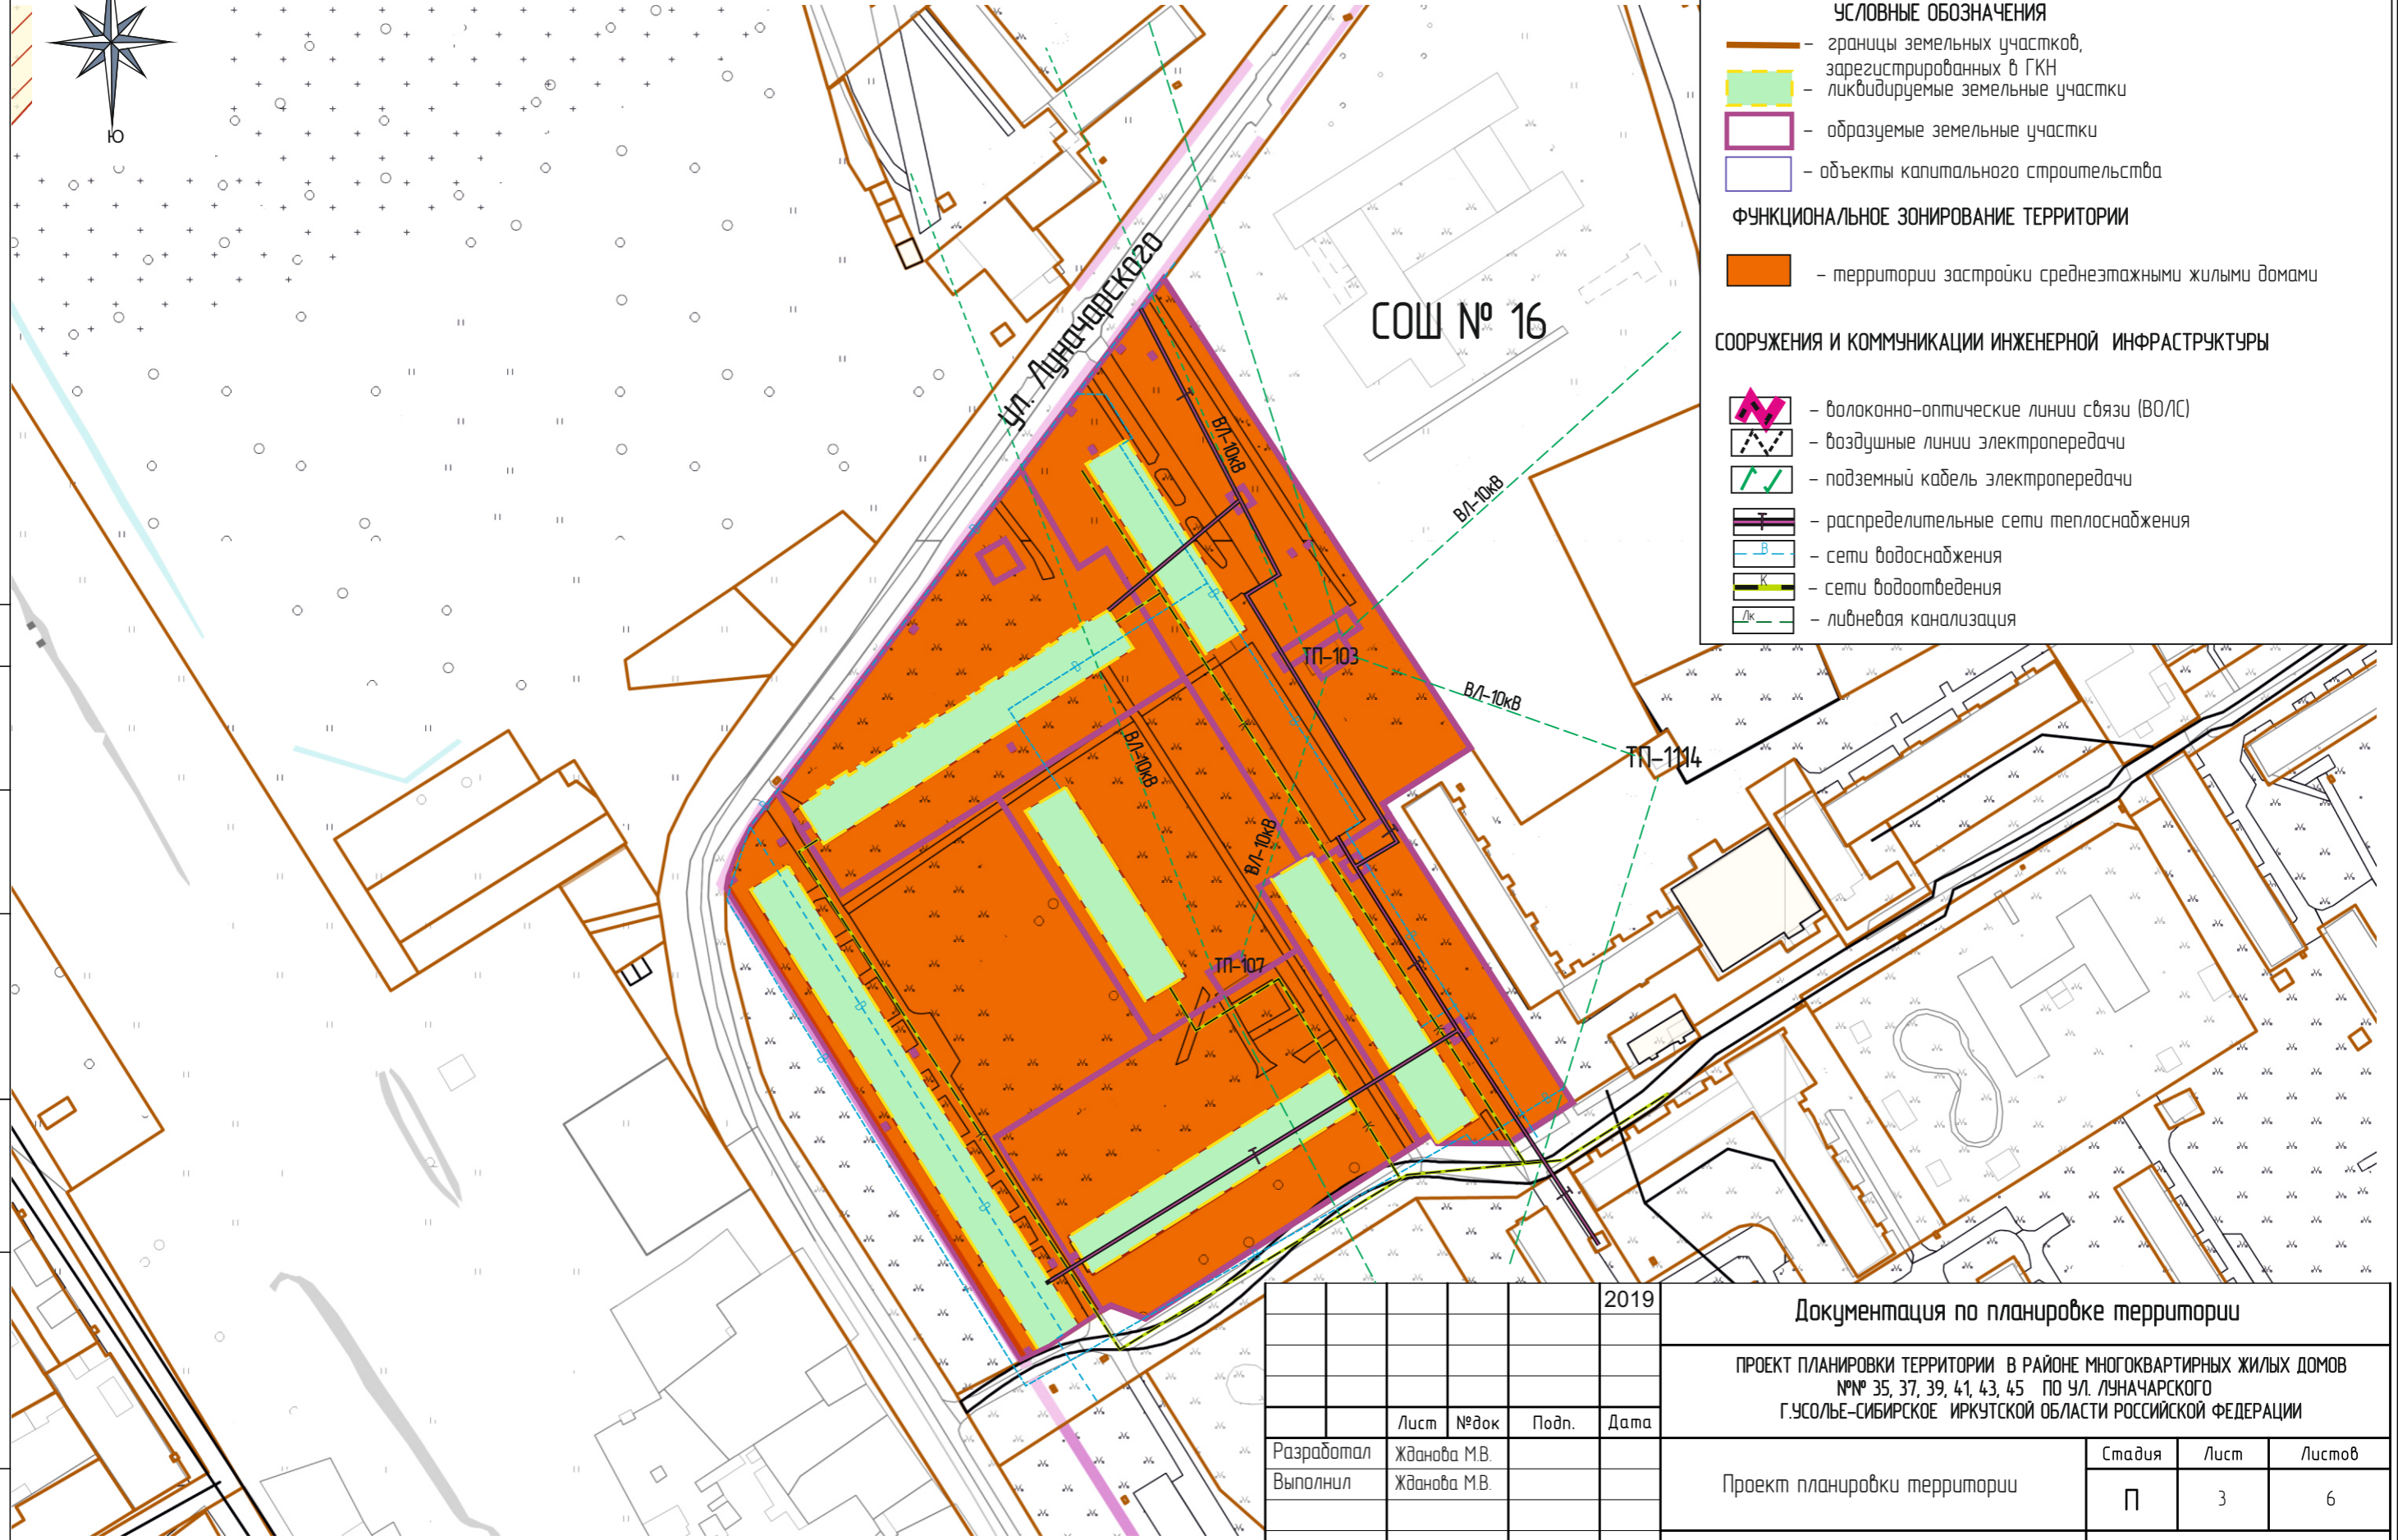 Ю
УСЛОВНЫЕ ОБОЗНАЧЕНИЯ
– границы земельных участков,
зарегистрированных в ГКН
– ликвидируемые земельные участки
– образуемые земельные участки
– объекты капитального строительства
ФУНКЦИОНАЛЬНОЕ ЗОНИРОВАНИЕ ТЕРРИТОРИИ
– территории застройки среднеэтажными жилыми домами
СООРУЖЕНИЯ И КОММУНИКАЦИИ ИНЖЕНЕРНОЙ ИНФРАСТРУКТУРЫ
– волоконно-оптические линии связи (ВОЛС)
– воздушные линии электропередачи
– подземный кабель электропередачи
Т
– распределительные сети теплоснабжения
В
– сети водоснабжения
К
– сети водоотведения
Лк
– ливневая канализация
ул. Луначарского
СОШ № 16
ВЛ-10кВ
ВЛ-10кВ
ТП-103
ВЛ-10кВ
ТП-1114
ВЛ-10кВ
ВЛ-10кВ
ТП-107
2019
Лист №док Подп. Дата
Разработал Жданова М.В.
Выполнил Жданова М.В.
Документация по планировке территории
ПРОЕКТ ПЛАНИРОВКИ ТЕРРИТОРИИ В РАЙОНЕ МНОГОКВАРТИРНЫХ ЖИЛЫХ ДОМОВ
№№ 35, 37, 39, 41, 43, 45 ПО УЛ. ЛУНАЧАРСКОГО
Г.УСОЛЬЕ-СИБИРСКОЕ ИРКУТСКОЙ ОБЛАСТИ РОССИЙСКОЙ ФЕДЕРАЦИИ
Проект планировки территории
Стадия Лист Листов
П 3 6